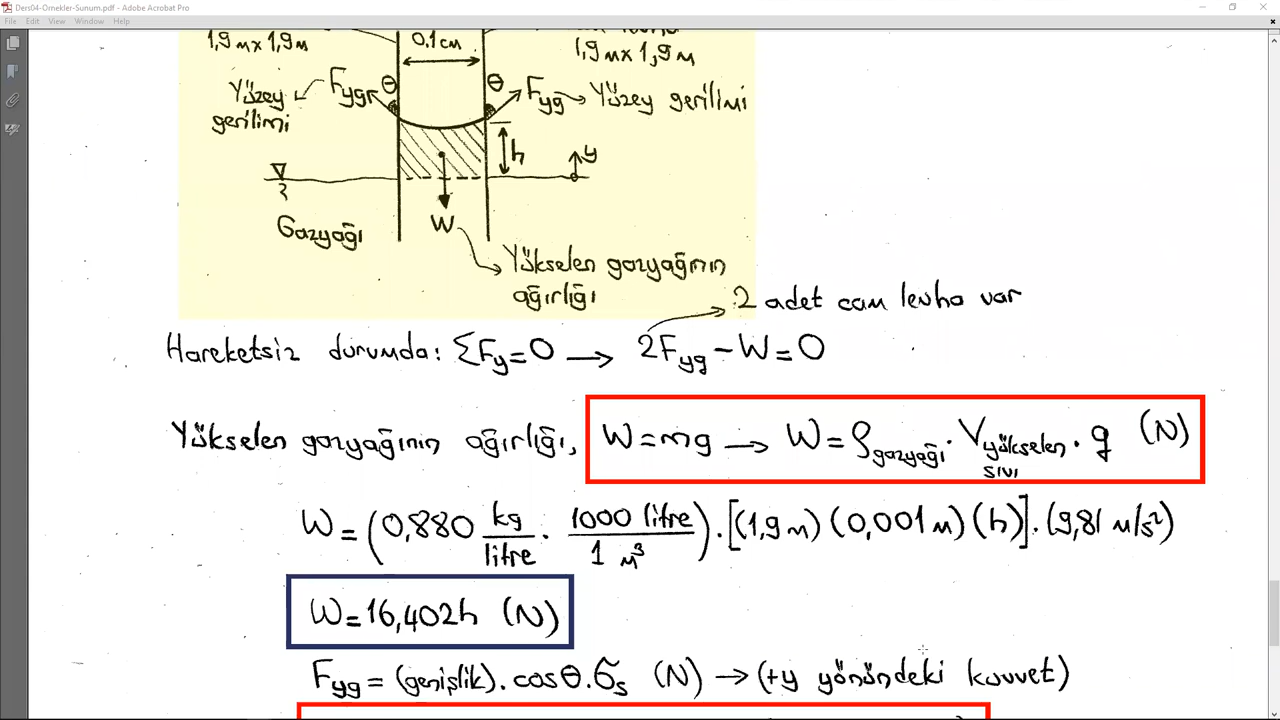 Ders04-Ornekler-Sunum.pdf - Adobe Acrobat Pro
File Edit View Window Help
1,9 m x 1,9 m
0,1 cm
1,9 m x 1,9 m
θ
θ
Yüzey gerilimi
Fyg
Fyg → Yüzey gerilimi
h
y
Gazyağı
W
Yükselen gazyağının
ağırlığı
2 adet cam levha var
Hareketsiz durumda: ΣFy=0 → 2Fyg - W = 0
Yükselen gazyağının ağırlığı, W=mg → W= ρgazyağı . Vyükselen sıvı . g (N)
W = (0,880 kg/litre . 1000 litre/1 m³) . [(1,9 m) (0,001 m) (h)] . (9,81 m/s²)
W=16,402h (N)
Fyg = (genişlik) . cosθ . σs (N) → (+y yönündeki kuvvet)